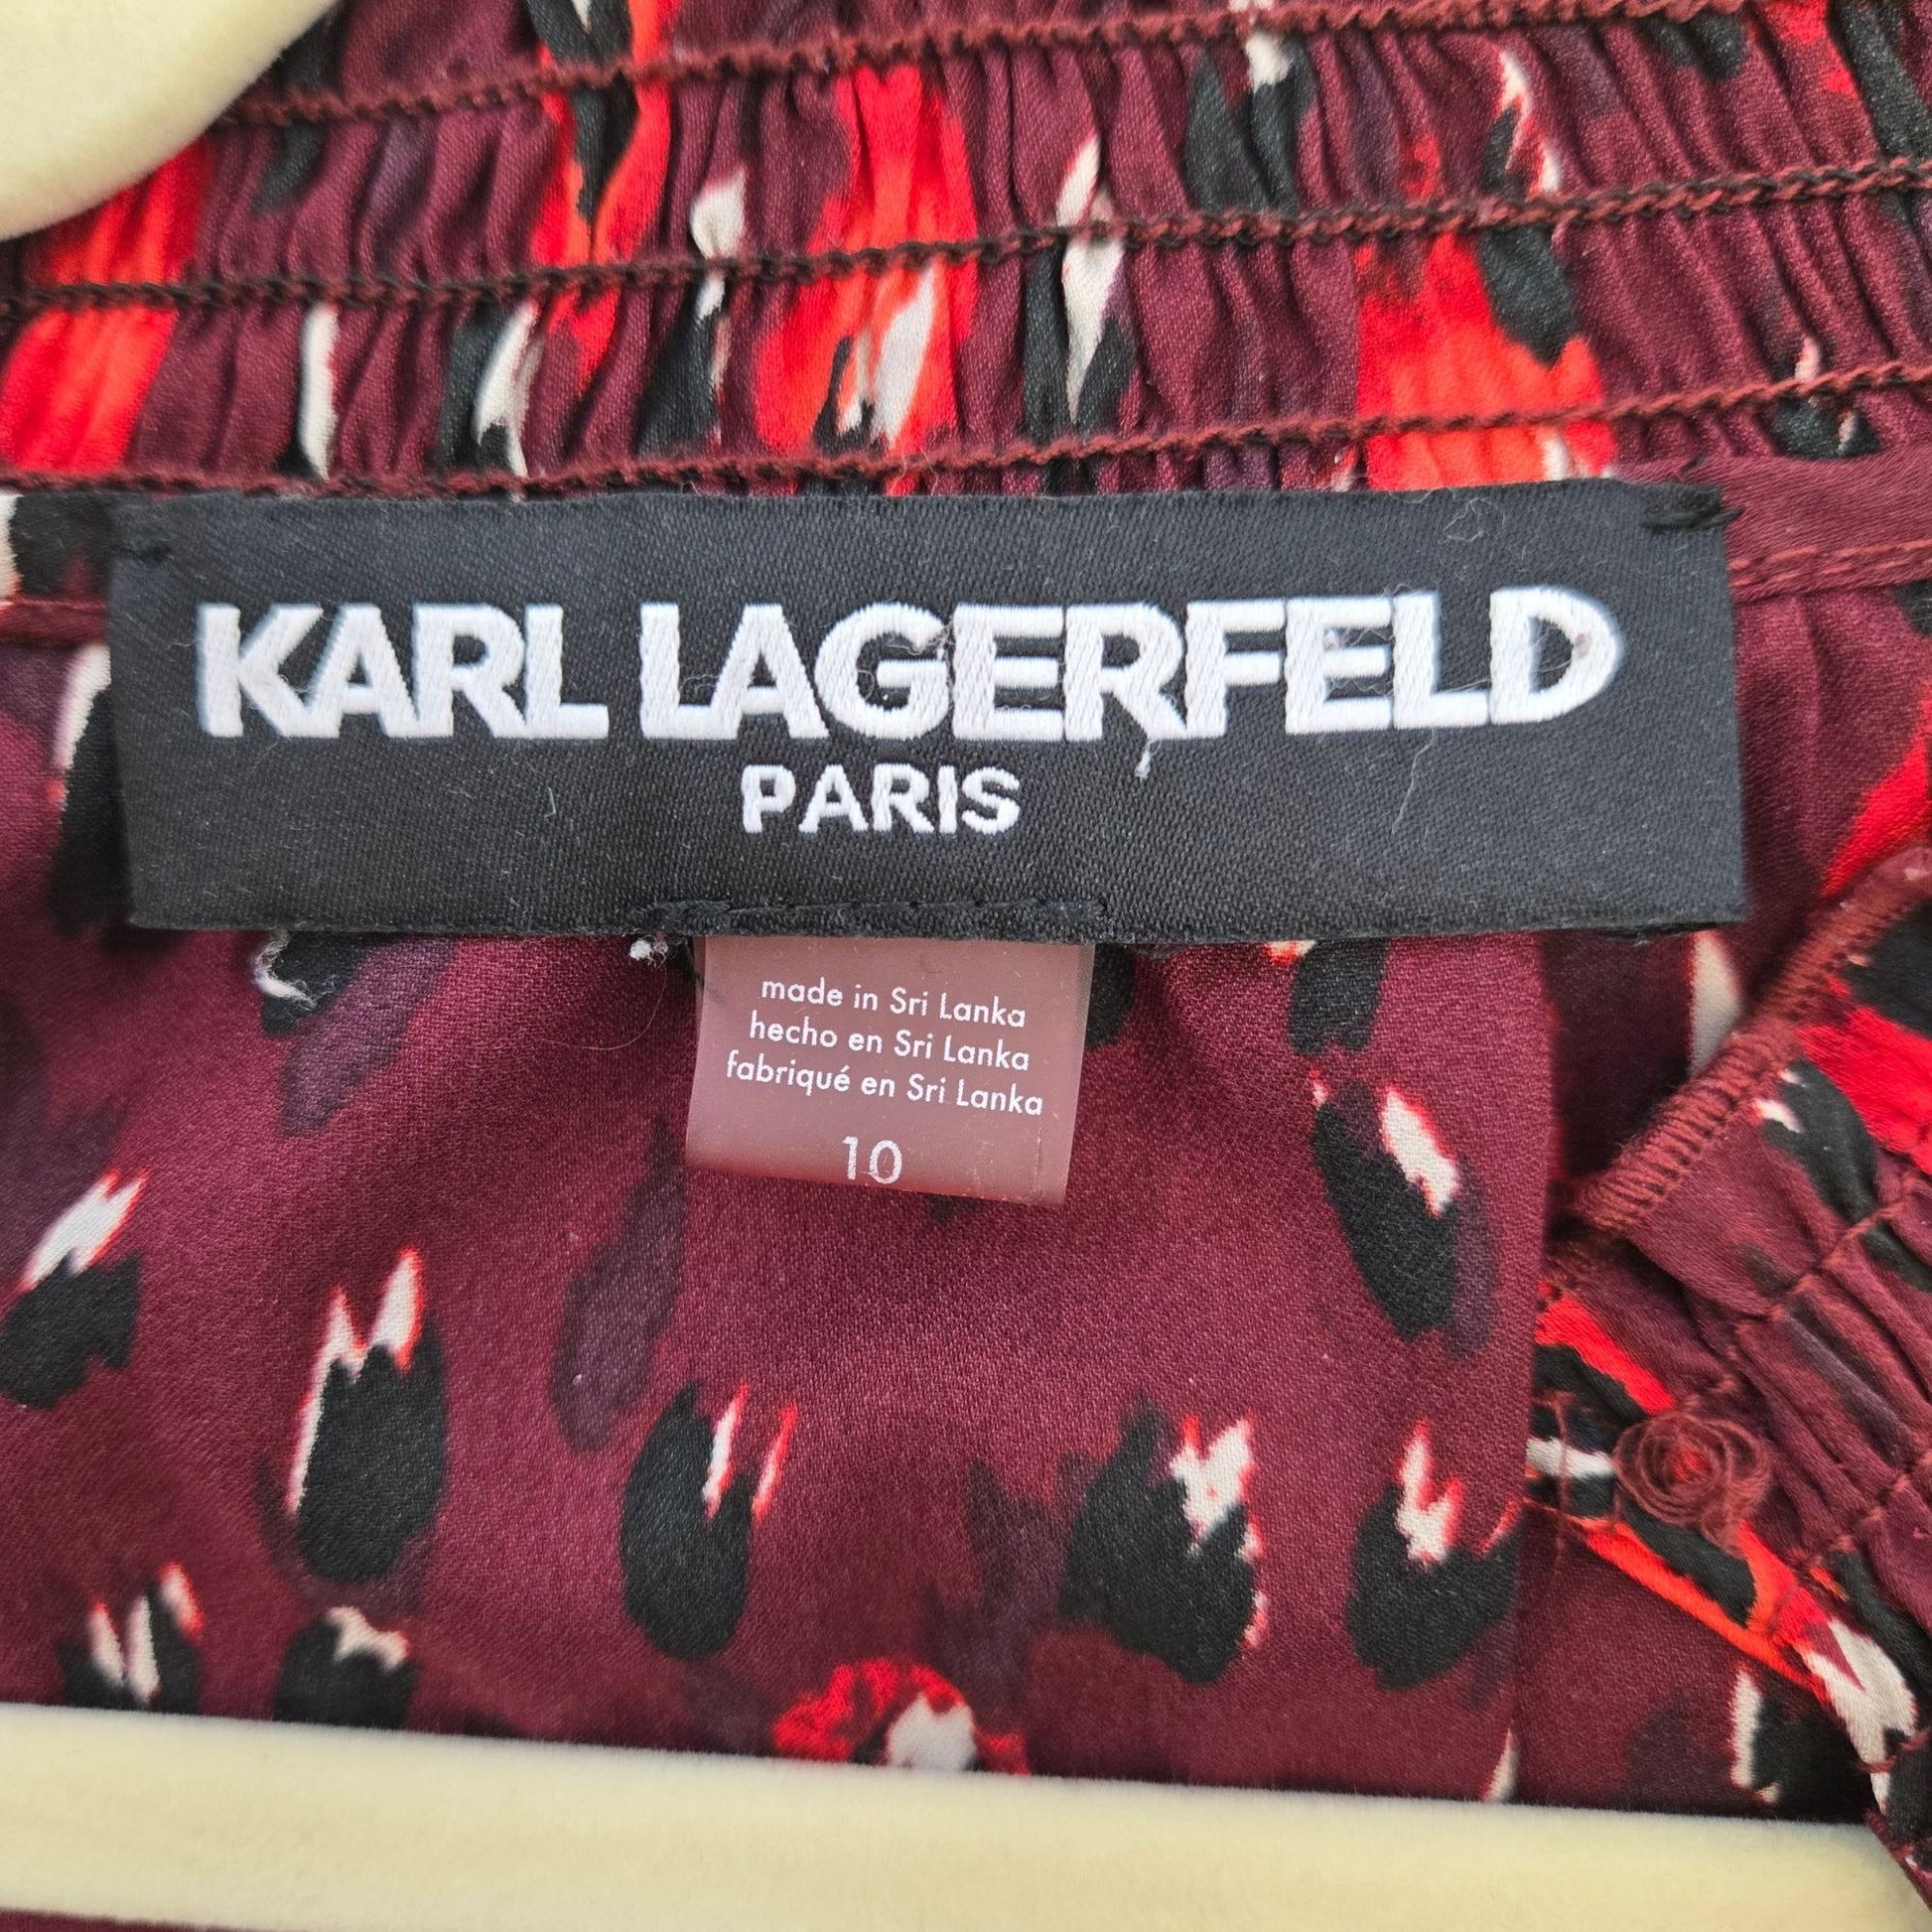 KARL LAGERFELD
PARIS
made in Sri Lanka
hecho en Sri Lanka
fabriqué en Sri Lanka
10